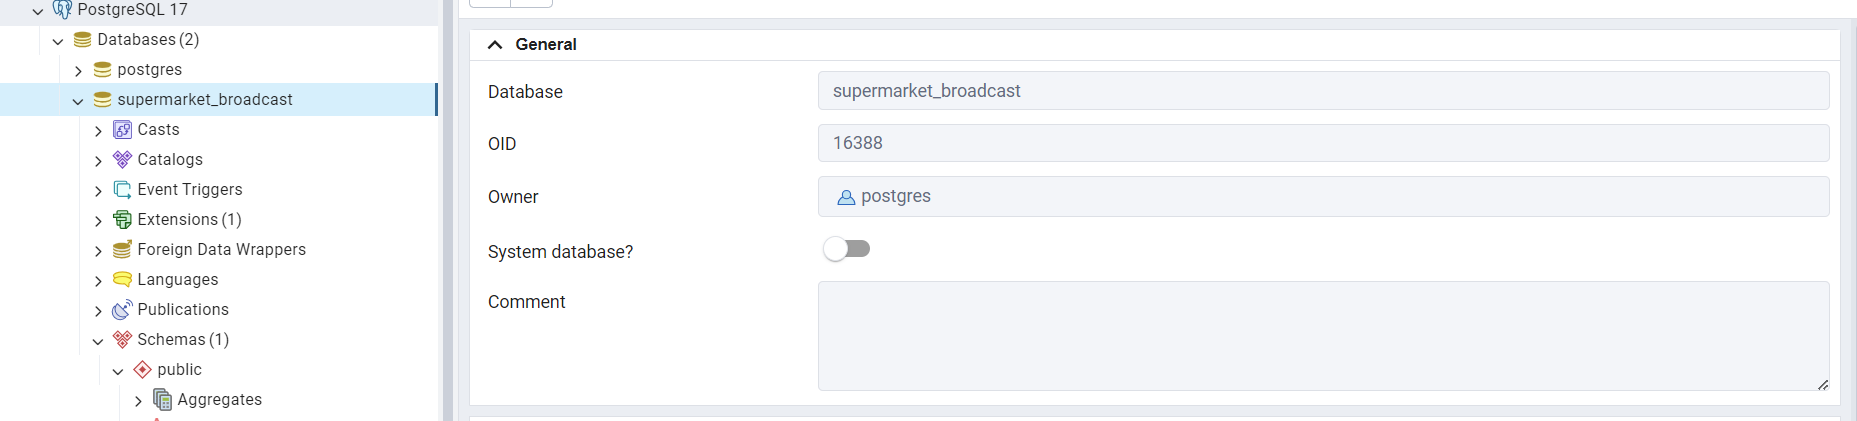 PostgreSQL 17
Databases (2)
postgres
supermarket_broadcast
Casts
Catalogs
Event Triggers
Extensions (1)
Foreign Data Wrappers
Languages
Publications
Schemas (1)
public
Aggregates
General
Database
supermarket_broadcast
OID
16388
Owner
postgres
System database?
Comment